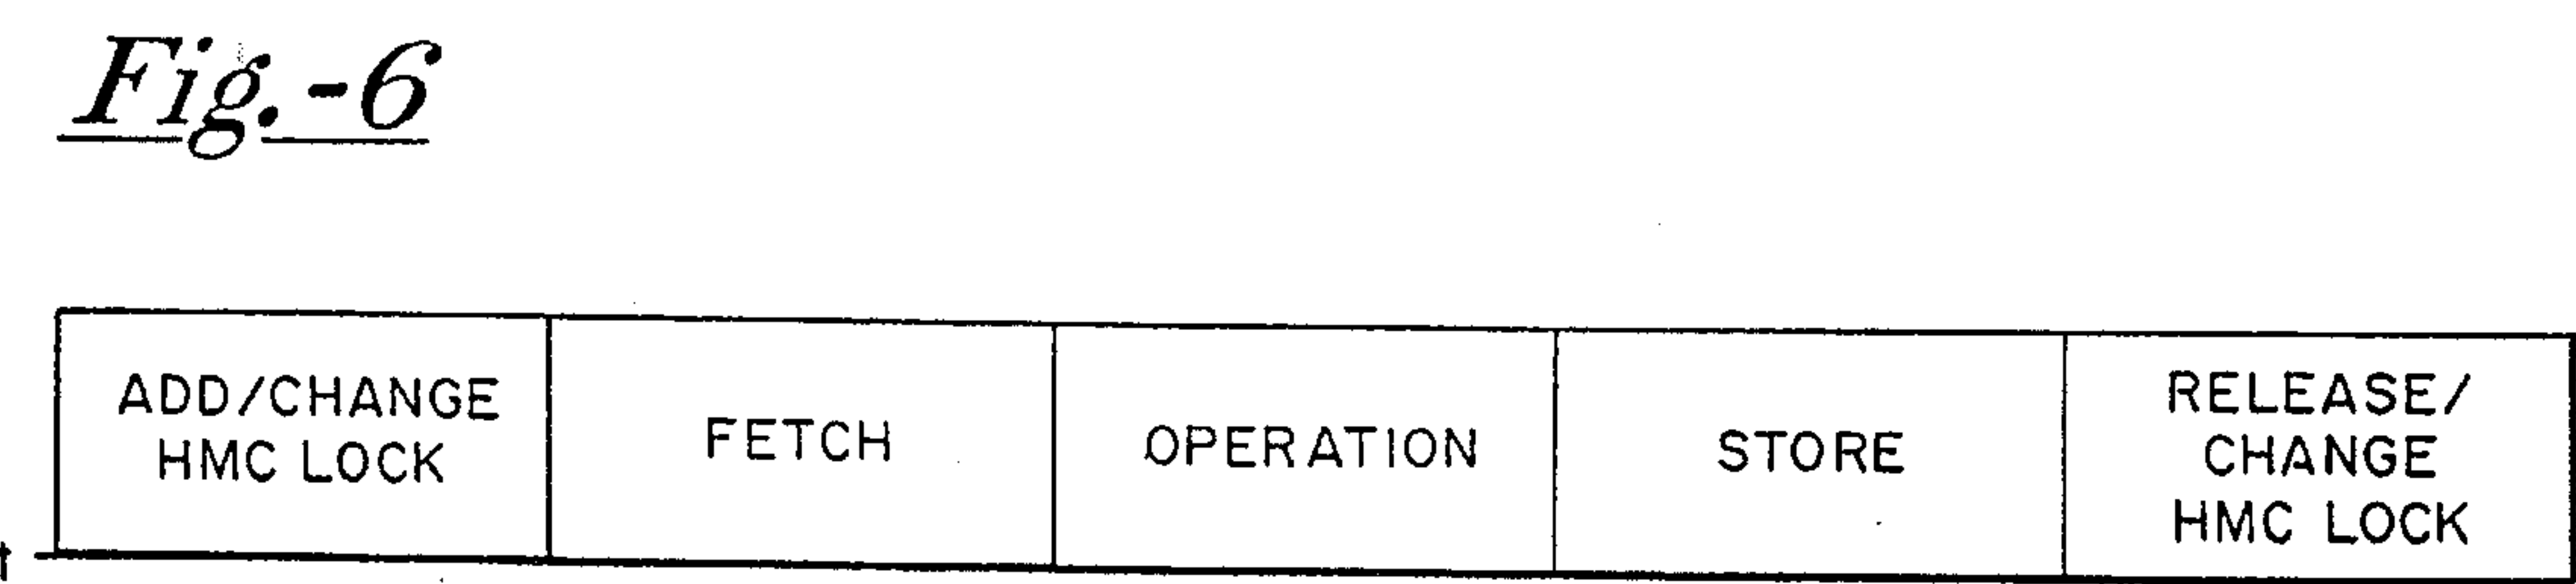 Fig.-6
ADD/CHANGE
HMC LOCK
FETCH
OPERATION
STORE
RELEASE/
CHANGE
HMC LOCK
t